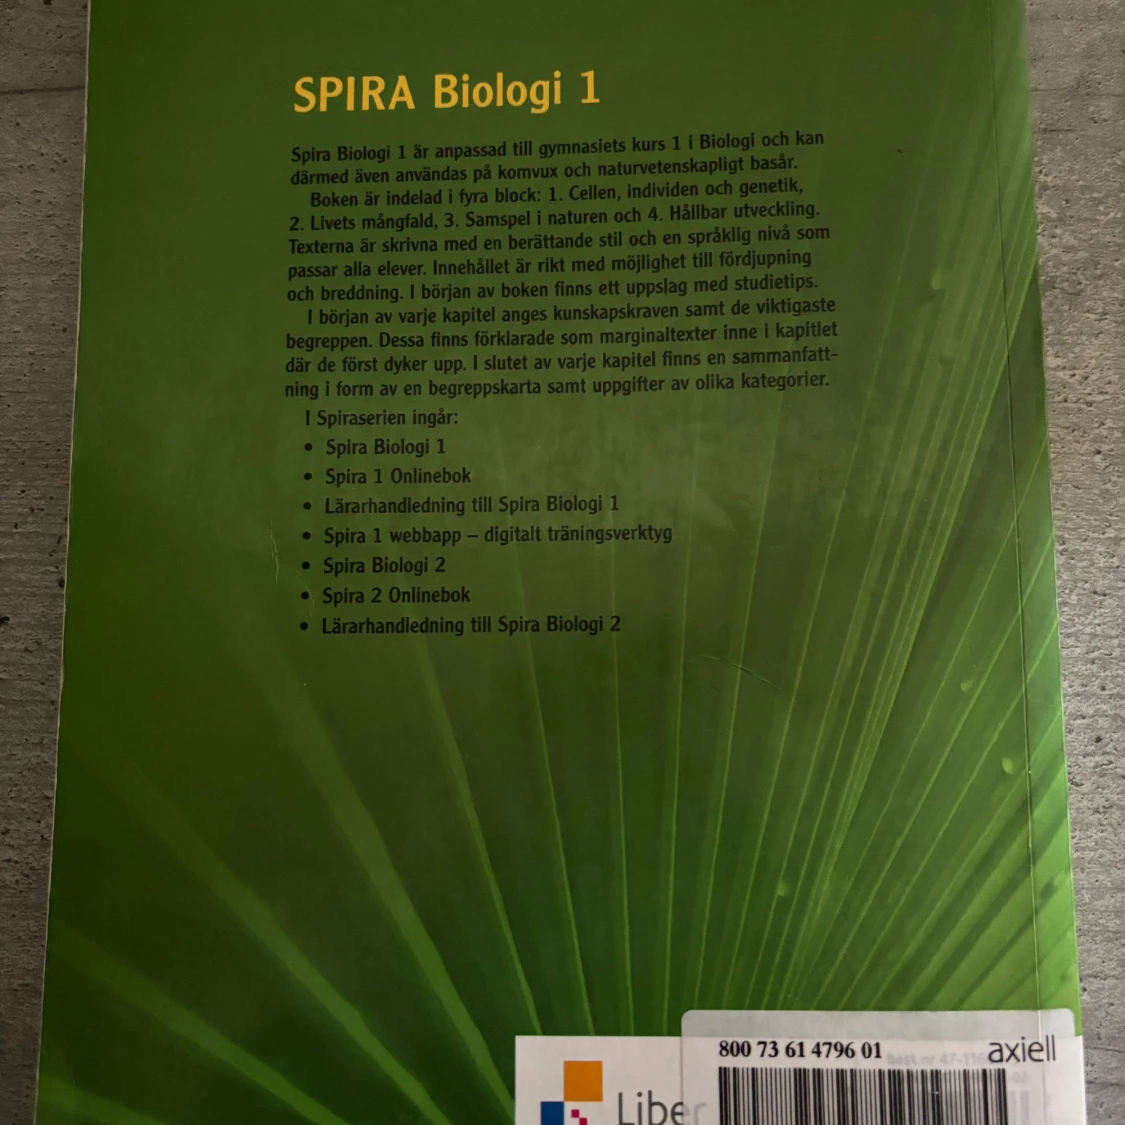 SPIRA Biologi 1
Spira Biologi 1 är anpassad till gymnasiets kurs 1 i Biologi och kan
därmed även användas på komvux och naturvetenskapligt basår.
Boken är indelad i fyra block: 1. Cellen, individen och genetik,
2. Livets mångfald, 3. Samspel i naturen och 4. Hållbar utveckling.
Texterna är skrivna med en berättande stil och en språklig nivå som
passar alla elever. Innehållet är rikt med möjlighet till fördjupning
och breddning. I början av boken finns ett uppslag med studietips.
I början av varje kapitel anges kunskapskraven samt de viktigaste
begreppen. Dessa finns förklarade som marginaltexter inne i kapitlet
där de först dyker upp. I slutet av varje kapitel finns en sammanfatt-
ning i form av en begreppskarta samt uppgifter av olika kategorier.
I Spiraserien ingår:
• Spira Biologi 1
• Spira 1 Onlinebok
• Lärarhandledning till Spira Biologi 1
• Spira 1 webbapp – digitalt träningsverktyg
• Spira Biologi 2
• Spira 2 Onlinebok
• Lärarhandledning till Spira Biologi 2
800 73 61 4796 01
axiell
Liber